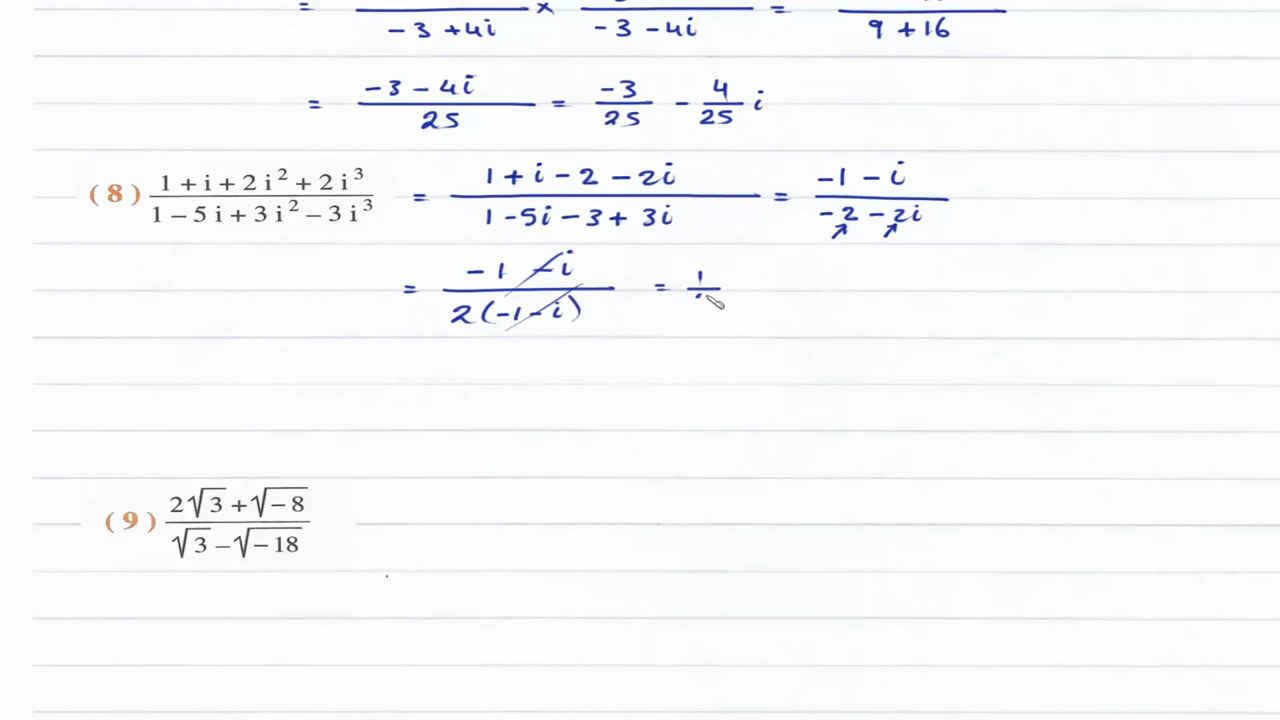 = —— × —— = ——
-3 + 4i   -3 - 4i   9 + 16
= (-3 - 4i)/25 = -3/25 - 4/25 i
(8) (1 + i + 2i² + 2i³)/(1 - 5i + 3i² - 3i³) = (1 + i - 2 - 2i)/(1 - 5i - 3 + 3i) = (-1 - i)/(-2 - 2i)
= (-1 - i)/(2(-1 - i)) = 1/
(9) (2√3 + √-8)/(√3 - √-18)